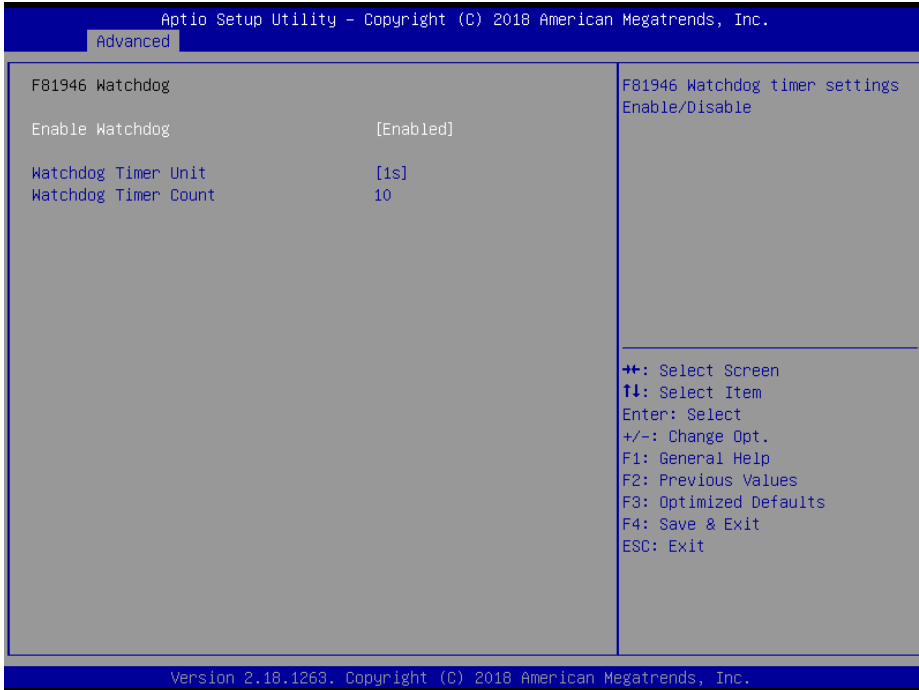 Aptio Setup Utility – Copyright (C) 2018 American Megatrends, Inc.
Advanced
F81946 Watchdog
Enable Watchdog [Enabled]
Watchdog Timer Unit [1s]
Watchdog Timer Count 10
F81946 Watchdog timer settings
Enable/Disable
→←: Select Screen
↑↓: Select Item
Enter: Select
+/-: Change Opt.
F1: General Help
F2: Previous Values
F3: Optimized Defaults
F4: Save & Exit
ESC: Exit
Version 2.18.1263. Copyright (C) 2018 American Megatrends, Inc.